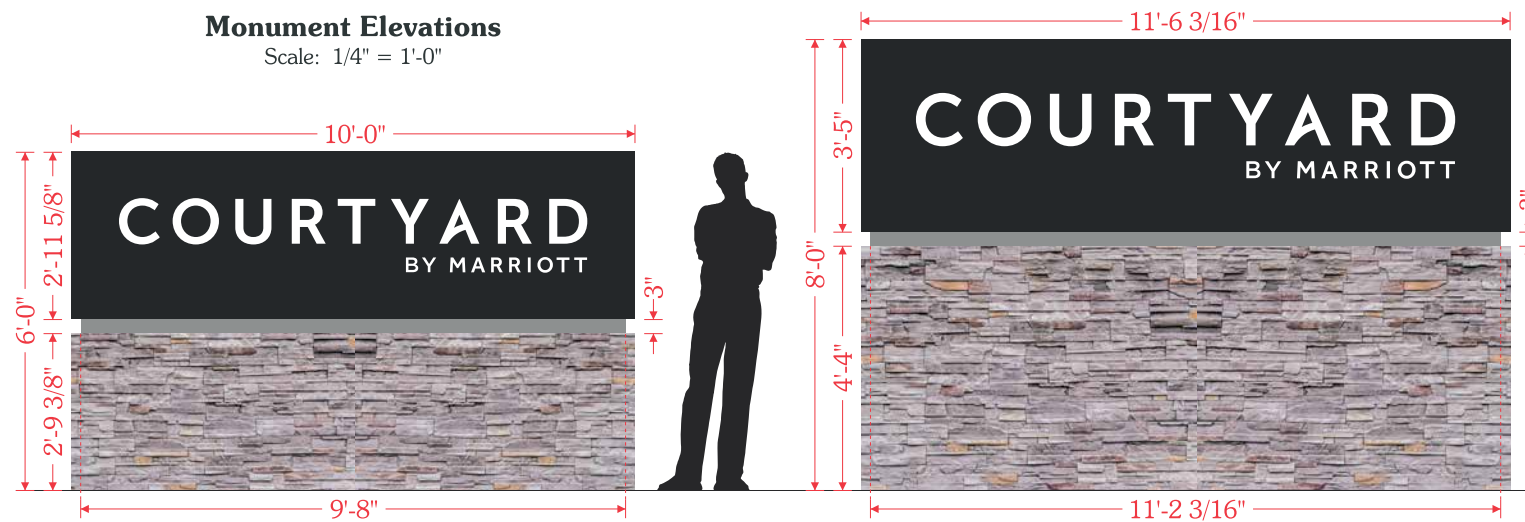 Monument Elevations
Scale: 1/4" = 1'-0"
10'-0"
COURTYARD
BY MARRIOTT
2'-11 5/8"
6'-0"
2'-9 3/8"
3"
9'-8"
11'-6 3/16"
COURTYARD
BY MARRIOTT
3'-5"
8'-0"
4'-4"
11'-2 3/16"